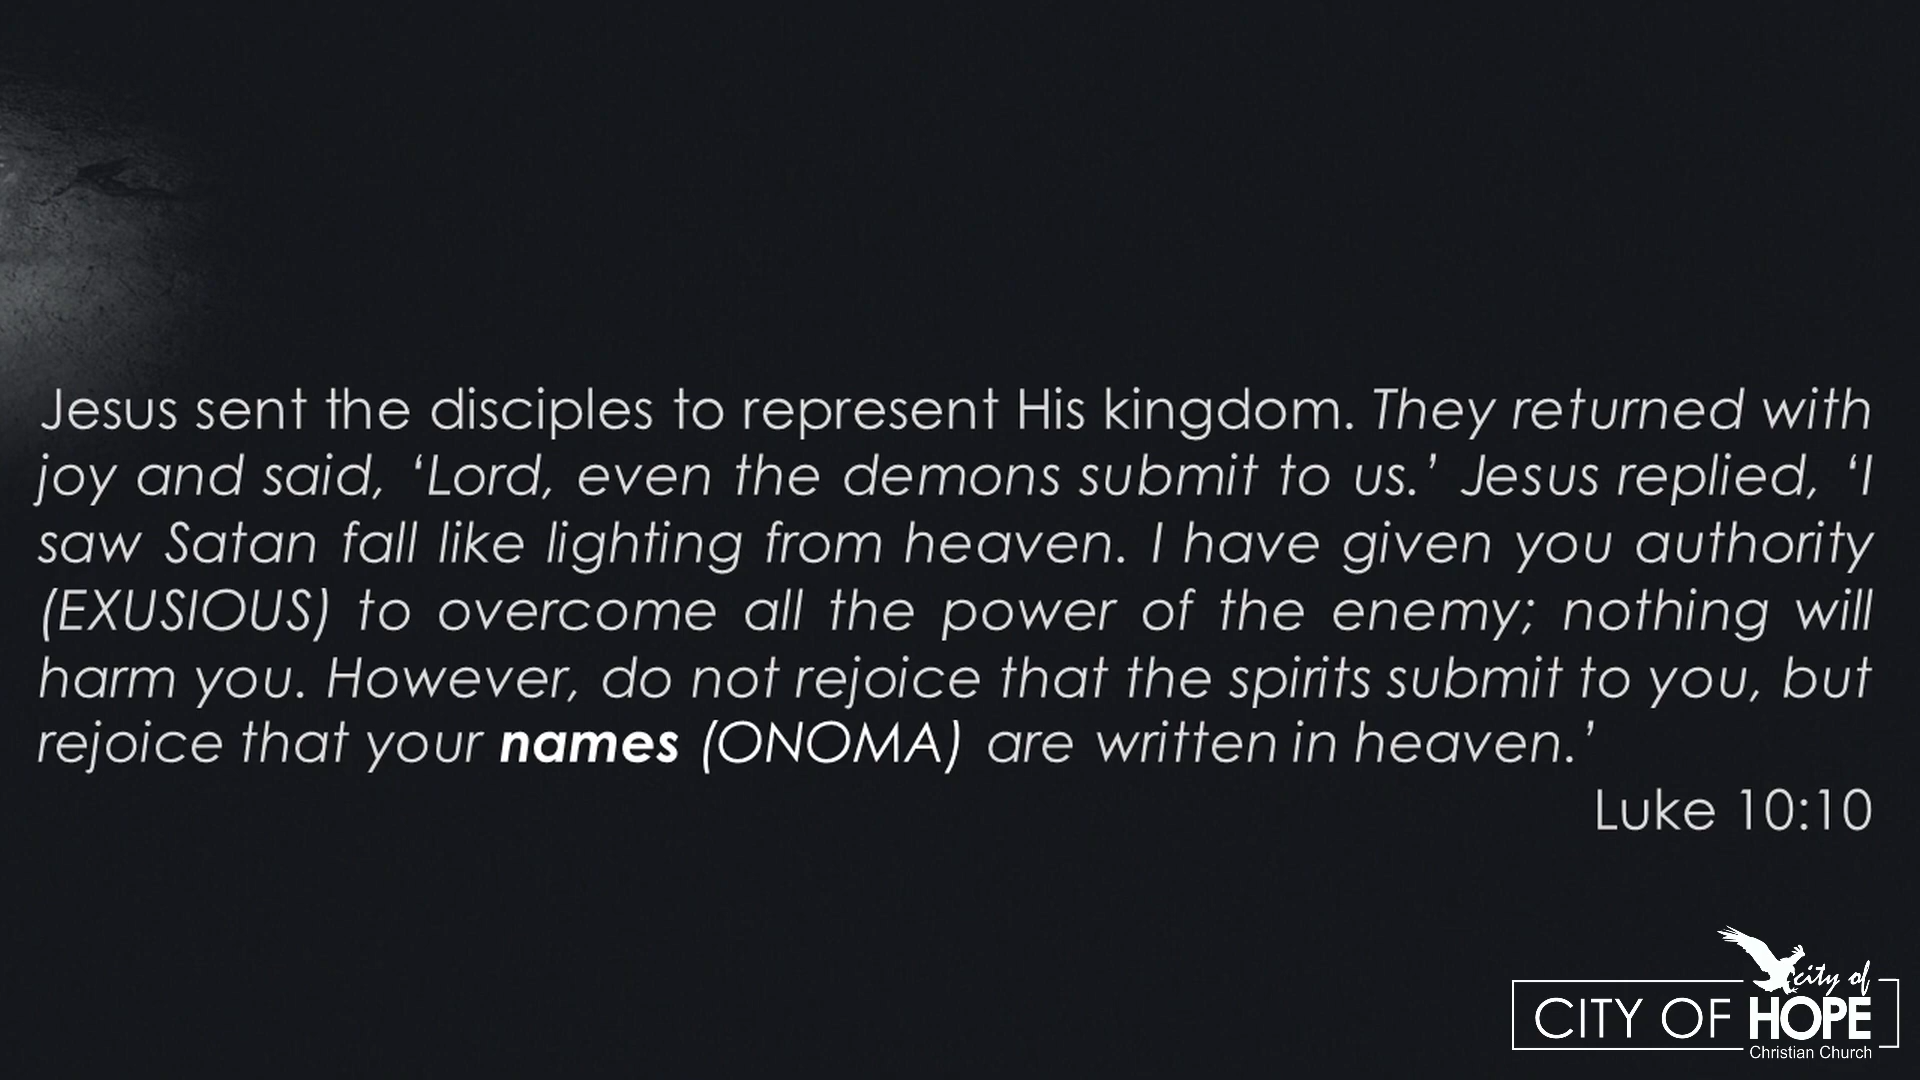 Jesus sent the disciples to represent His kingdom. They returned with
joy and said, ‘Lord, even the demons submit to us.’ Jesus replied, ‘I
saw Satan fall like lighting from heaven. I have given you authority
(EXUSIOUS) to overcome all the power of the enemy; nothing will
harm you. However, do not rejoice that the spirits submit to you, but
rejoice that your names (ONOMA) are written in heaven.’
Luke 10:10
city of
CITY OF HOPE
Christian Church